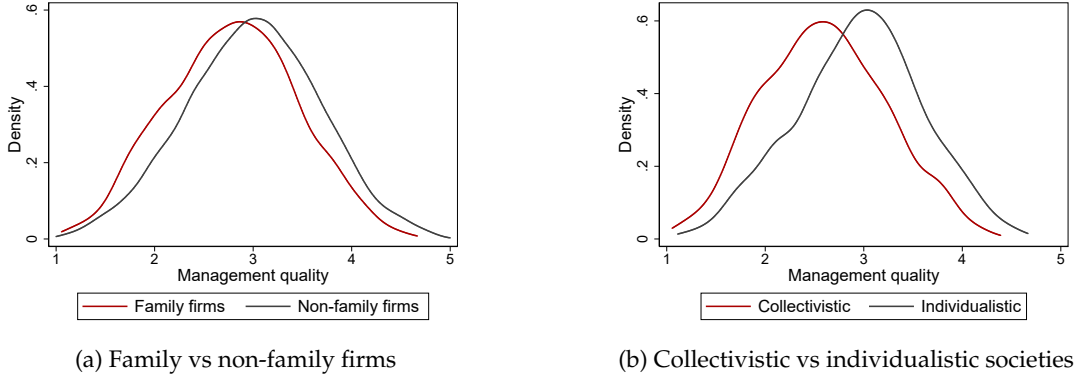 .6
.4
.2
0
Density
1 2 3 4 5
Management quality
Family firms Non-family firms
(a) Family vs non-family firms
.6
.4
.2
0
Density
1 2 3 4 5
Management quality
Collectivistic Individualistic
(b) Collectivistic vs individualistic societies